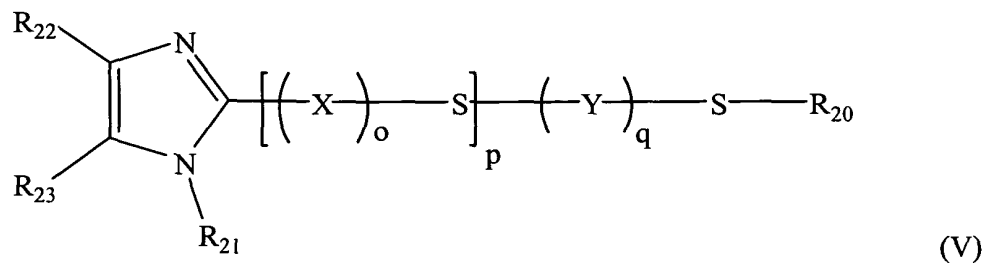 R22
N
[((X)o S]p (Y)q S R20
N
R23
R21
(V)